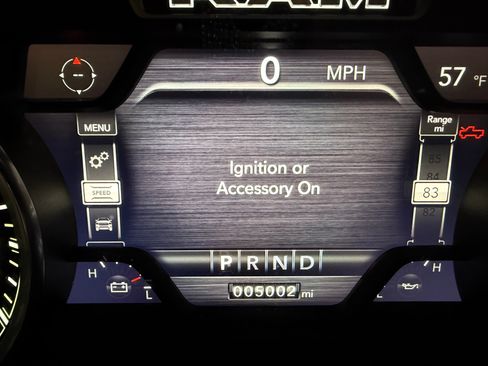 RAM
0 MPH
57 °F
--
MENU
Range
mi
85
84
83
82
Ignition or
Accessory On
SPEED
P R N D
H
L
H
L
005002 mi